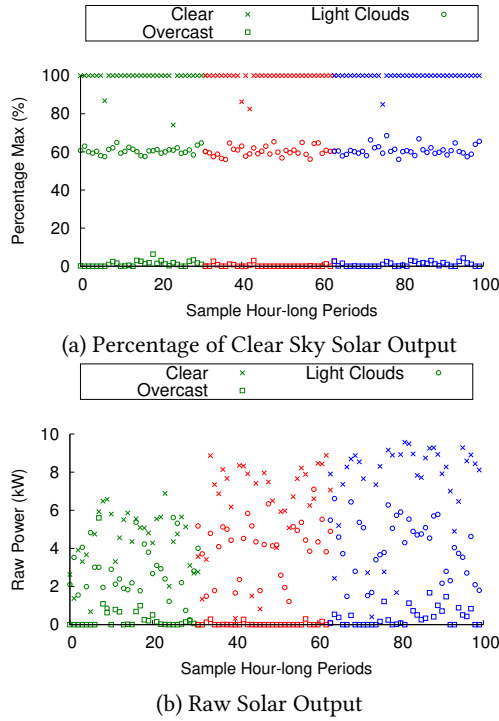 Clear Light Clouds
Overcast
100
80
60
40
20
0
Percentage Max (%)
0 20 40 60 80 100
Sample Hour-long Periods
(a) Percentage of Clear Sky Solar Output
Clear Light Clouds
Overcast
10
8
6
4
2
0
Raw Power (kW)
0 20 40 60 80 100
Sample Hour-long Periods
(b) Raw Solar Output